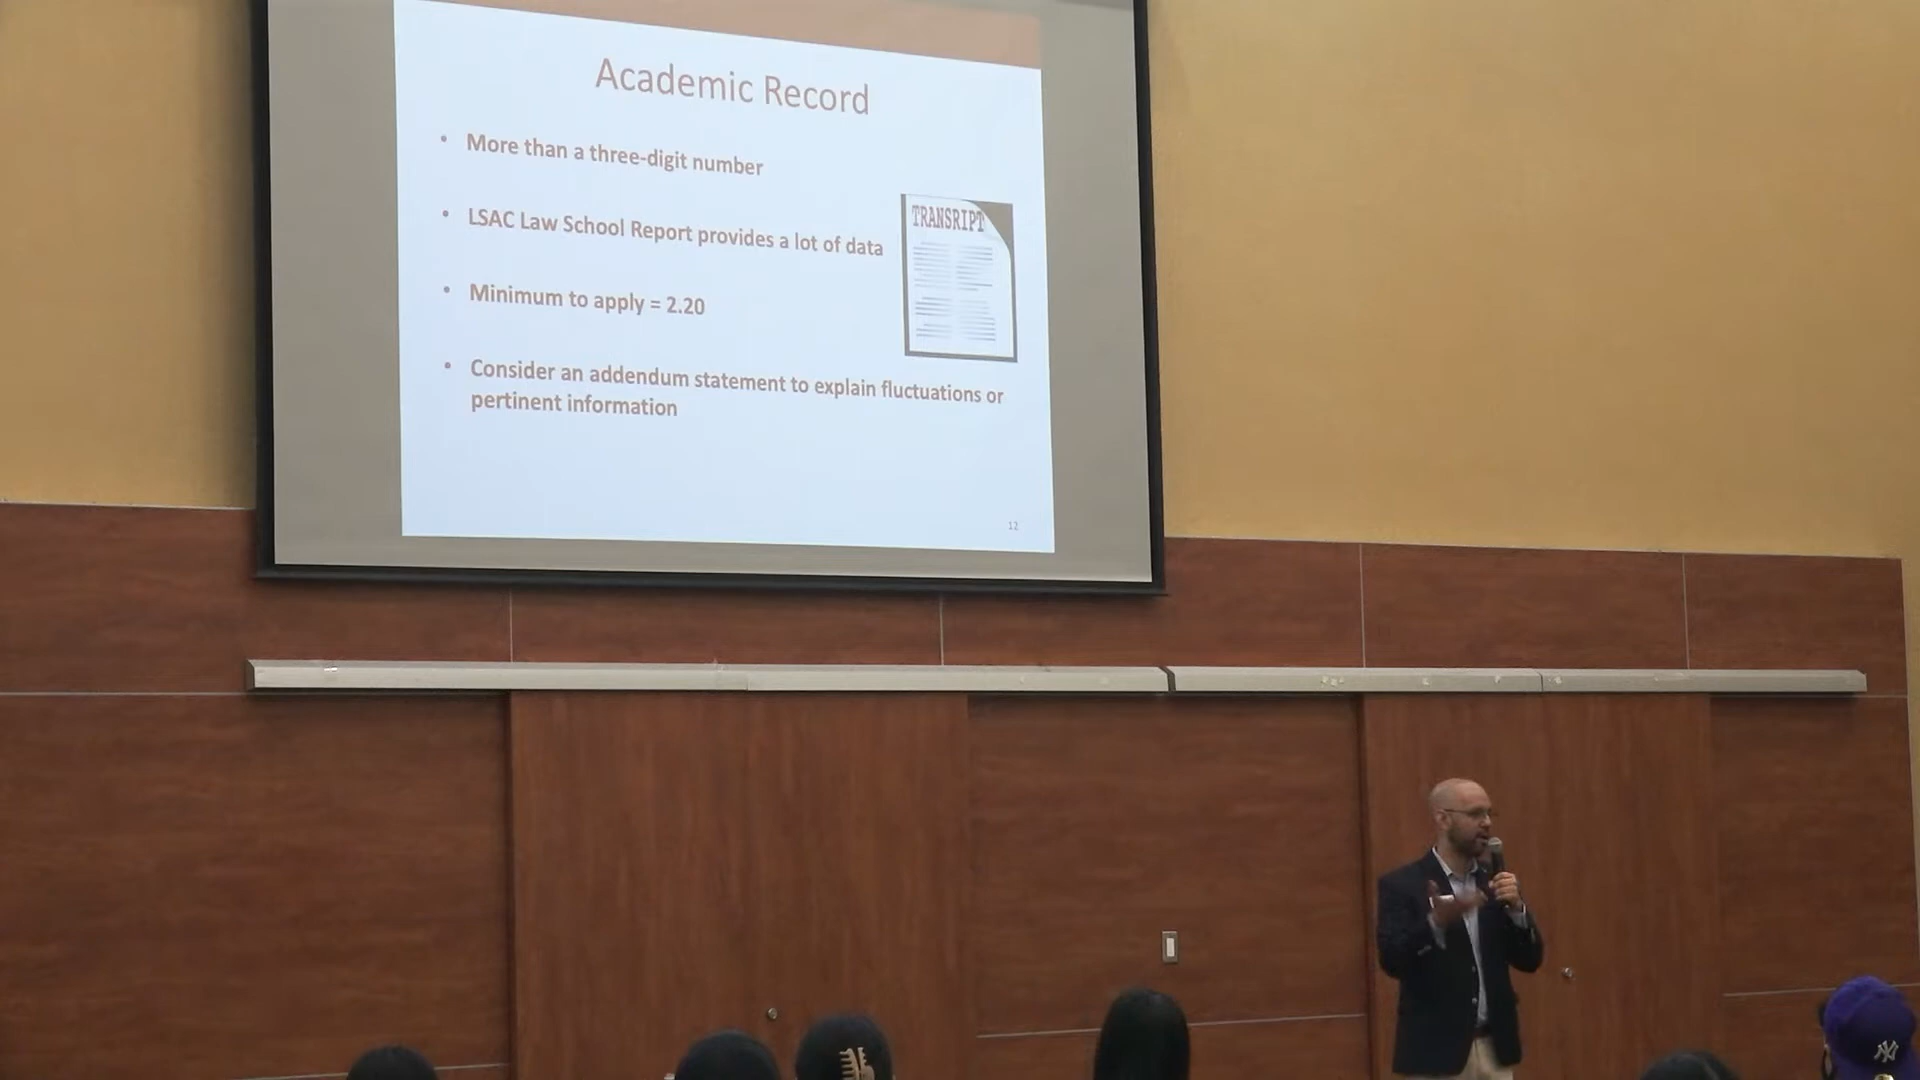 Academic Record
• More than a three-digit number
• LSAC Law School Report provides a lot of data
TRANSRIPT
• Minimum to apply = 2.20
• Consider an addendum statement to explain fluctuations or
pertinent information
12
NY